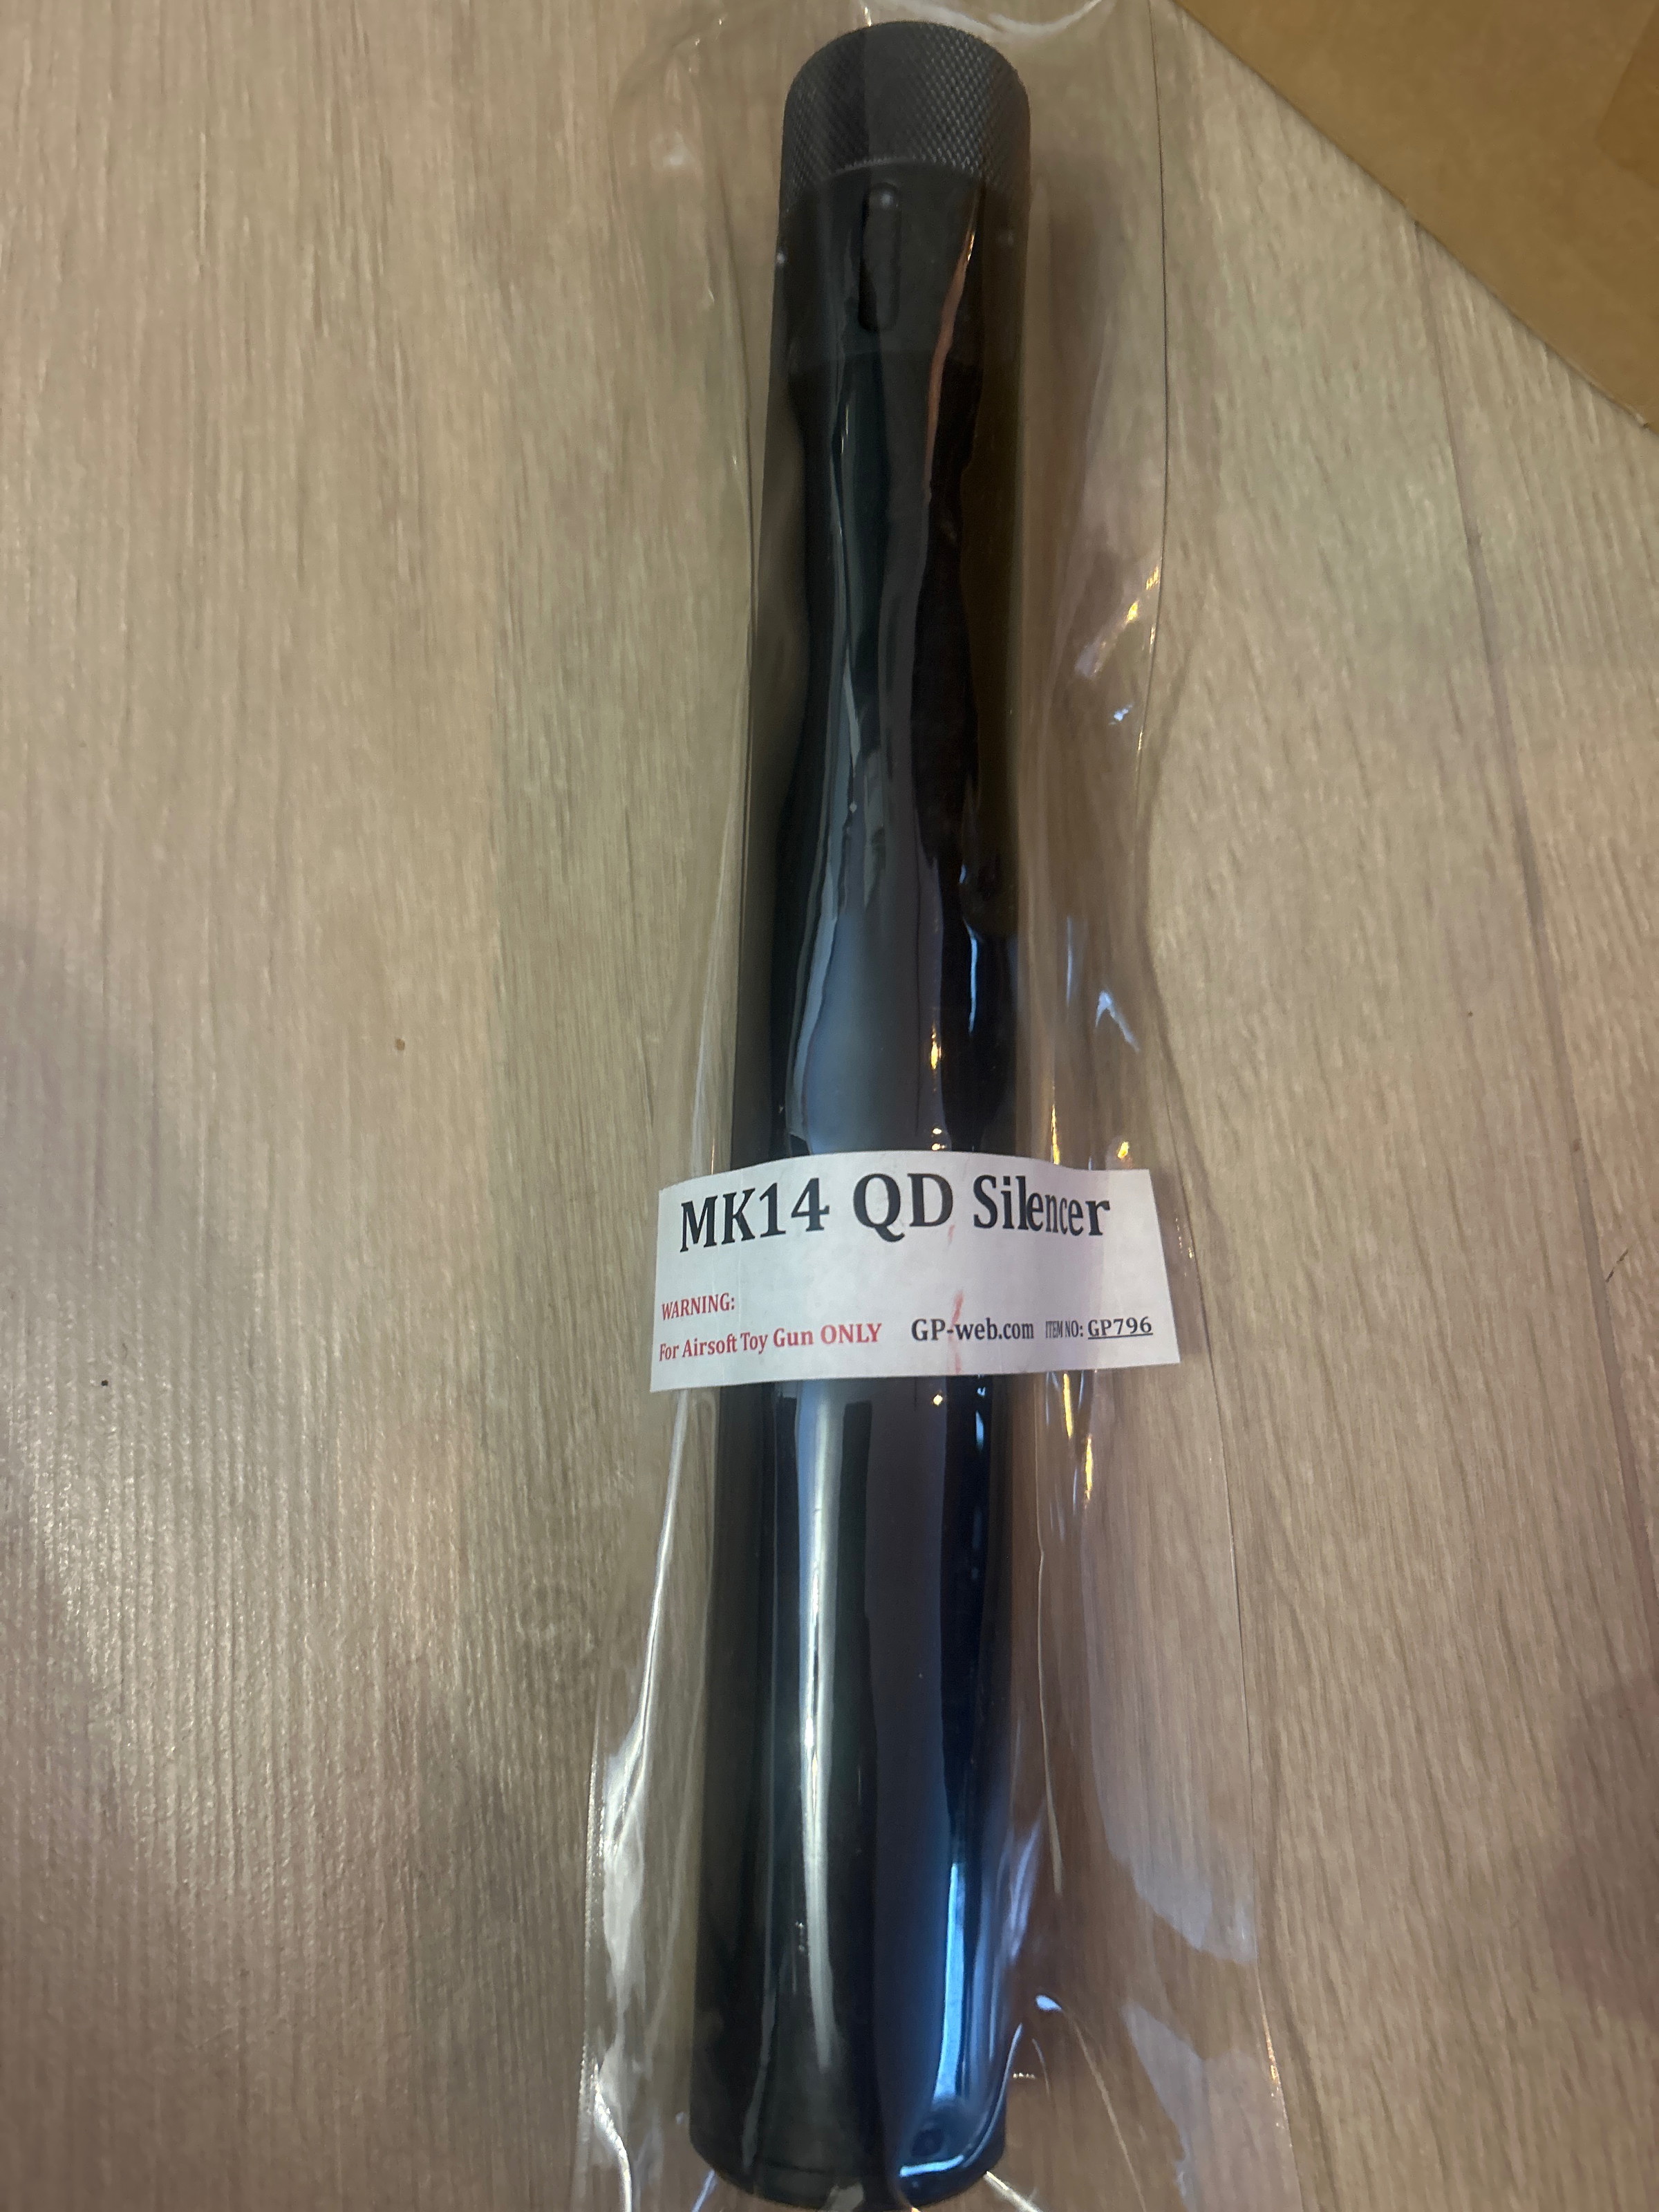 MK14 QD Silencer
WARNING:
For Airsoft Toy Gun ONLY GP-web.com ITEM NO: GP796